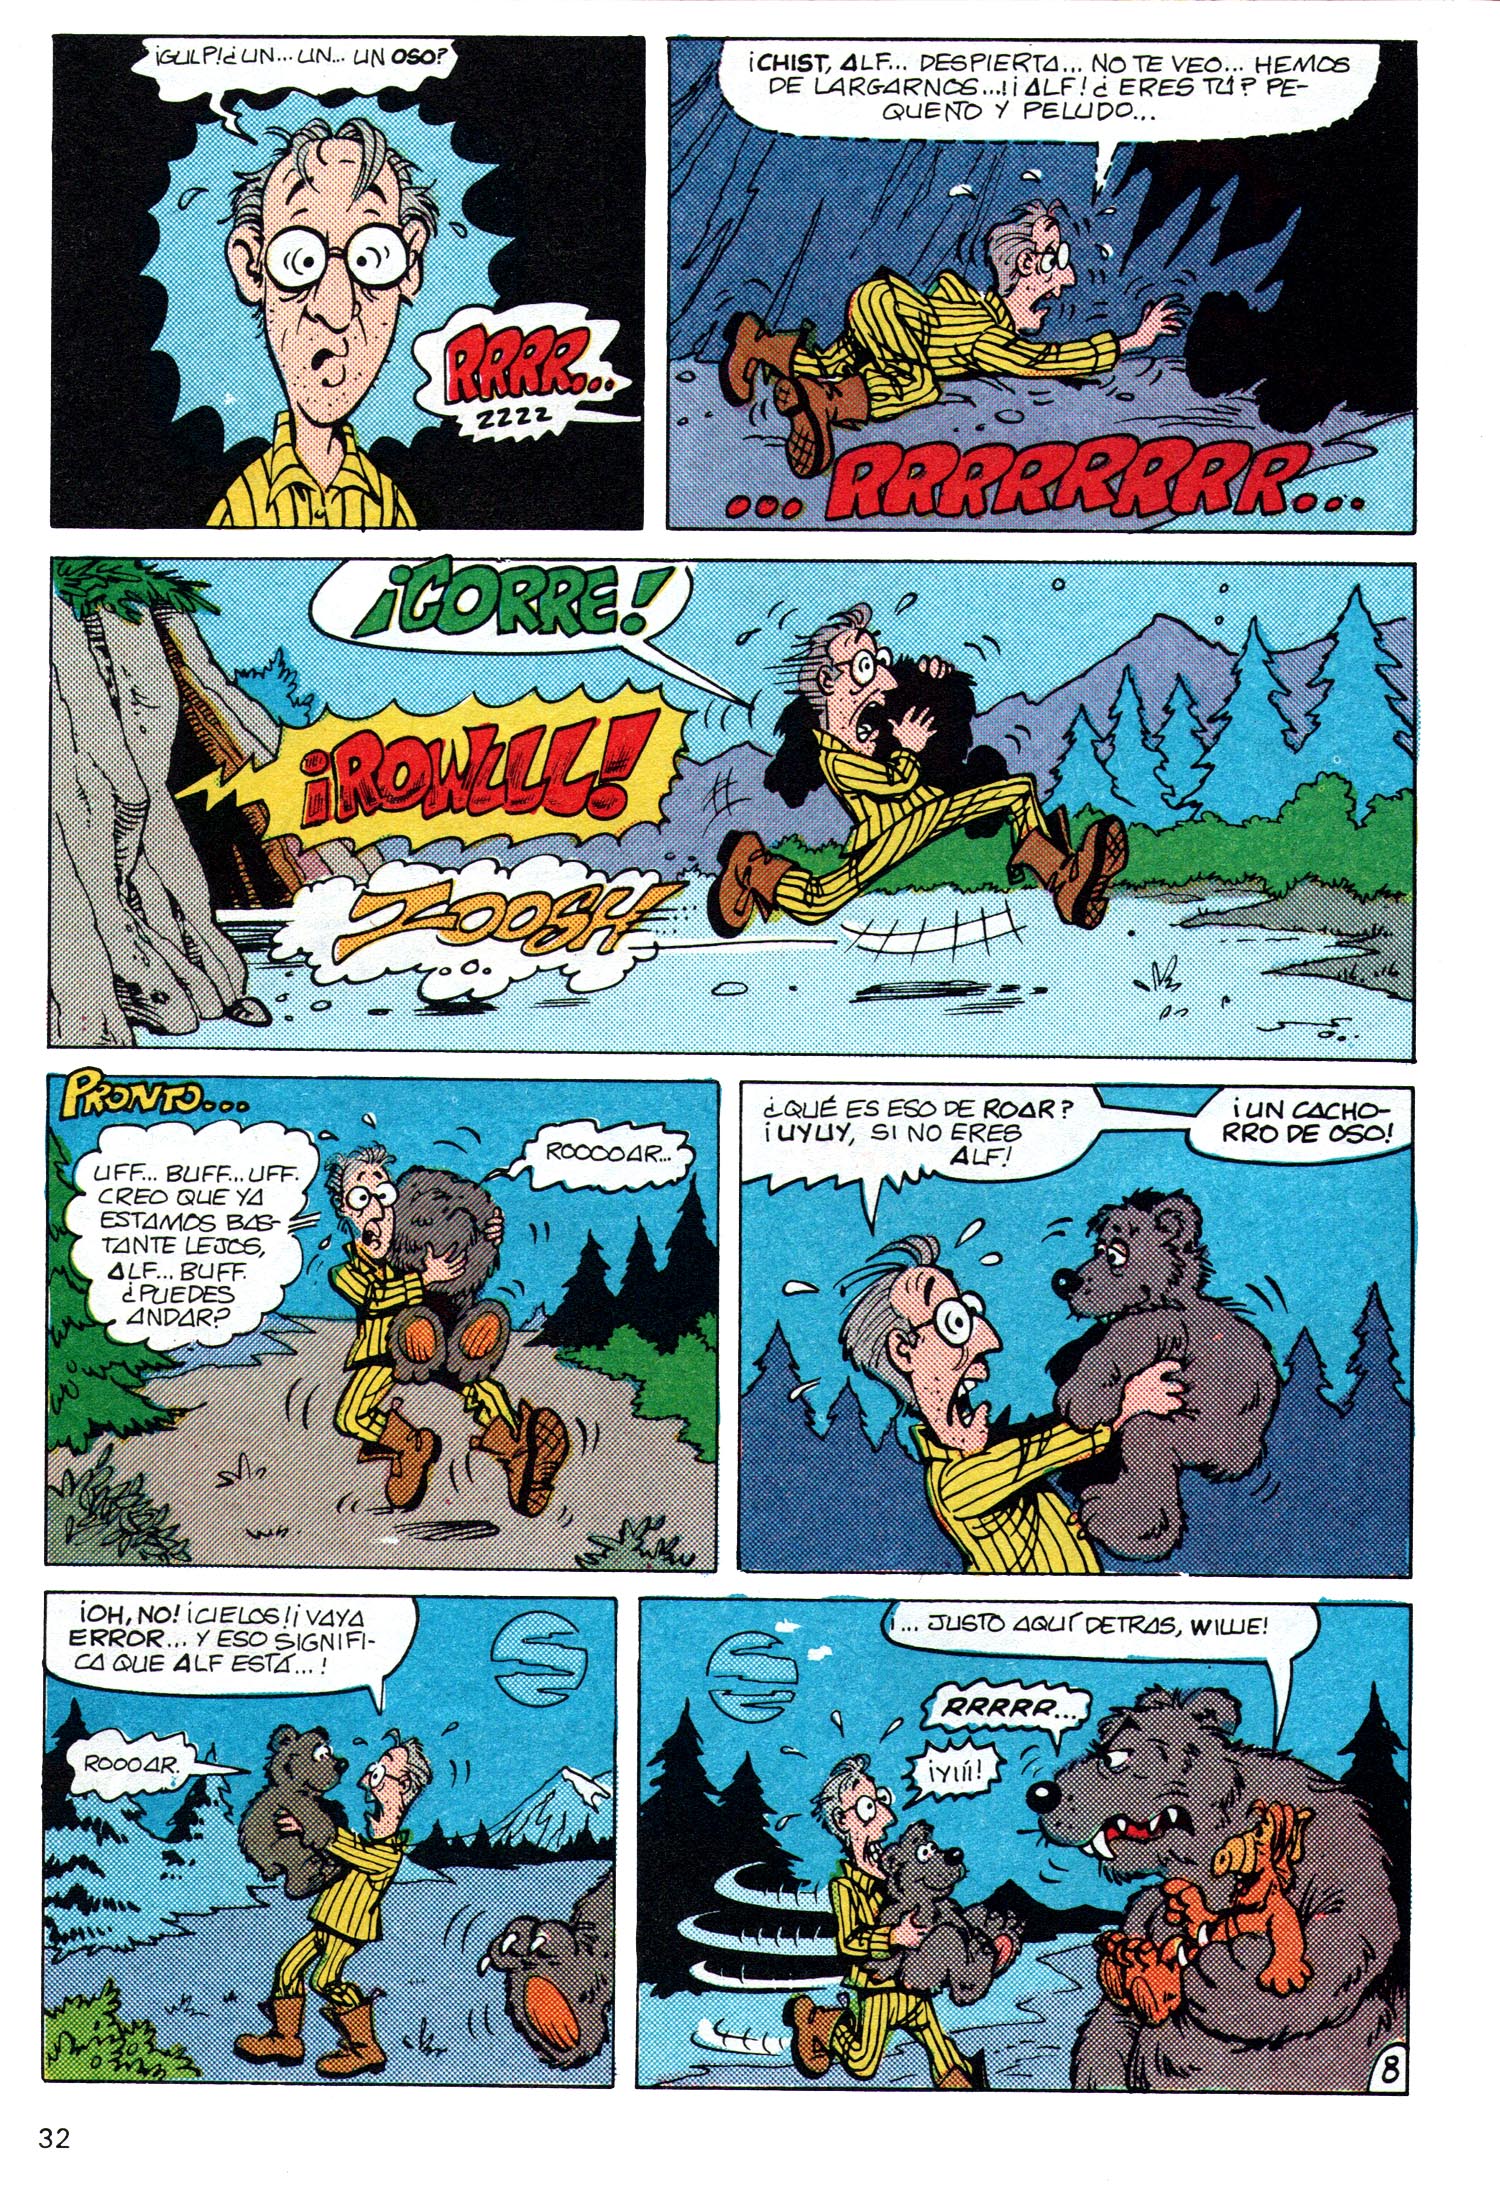 ¡GULP!¿UN... UN... UN OSO?
RRRR...
ZZZZ
¡CHIST, ALF... DESPIERTA... NO TE VEO... HEMOS
DE LARGARNOS...!¡ALF!¿ERES TÚ? PE-
QUEÑO Y PELUDO...
... RRRRRRRR...
¡CORRE!
¡ROWLLL!
ZOOSH
PRONTO...
UFF... BUFF... UFF.
CREO QUE YA
ESTAMOS BAS-
TANTE LEJOS,
ALF... BUFF.
¿PUEDES
ANDAR?
ROOOOAR...
¿QUÉ ES ESO DE ROAR?
¡UYUY, SI NO ERES
ALF!
¡UN CACHO-
RRO DE OSO!
¡OH, NO! ¡CIELOS!¡VAYA
ERROR... Y ESO SIGNIFI-
CA QUE ALF ESTÁ...!
ROOOAR.
¡... JUSTO AQUÍ DETRAS, WILLIE!
RRRRR...
¡YIII!
8
32